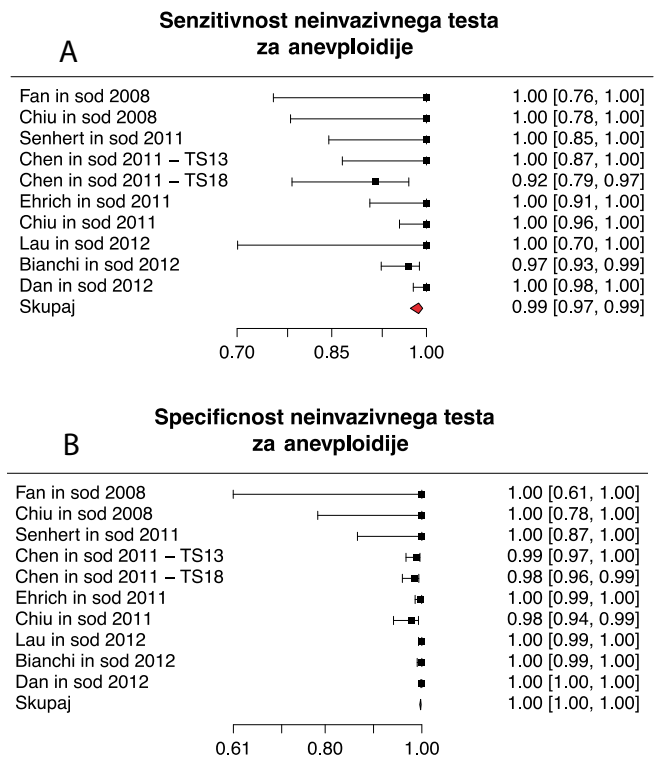 Senzitivnost neinvazivnega testa
za anevploidije
A
Fan in sod 2008 1.00 [0.76, 1.00]
Chiu in sod 2008 1.00 [0.78, 1.00]
Senhert in sod 2011 1.00 [0.85, 1.00]
Chen in sod 2011 – TS13 1.00 [0.87, 1.00]
Chen in sod 2011 – TS18 0.92 [0.79, 0.97]
Ehrich in sod 2011 1.00 [0.91, 1.00]
Chiu in sod 2011 1.00 [0.96, 1.00]
Lau in sod 2012 1.00 [0.70, 1.00]
Bianchi in sod 2012 0.97 [0.93, 0.99]
Dan in sod 2012 1.00 [0.98, 1.00]
Skupaj 0.99 [0.97, 0.99]
0.70 0.85 1.00
Specificnost neinvazivnega testa
za anevploidije
B
Fan in sod 2008 1.00 [0.61, 1.00]
Chiu in sod 2008 1.00 [0.78, 1.00]
Senhert in sod 2011 1.00 [0.87, 1.00]
Chen in sod 2011 – TS13 0.99 [0.97, 1.00]
Chen in sod 2011 – TS18 0.98 [0.96, 0.99]
Ehrich in sod 2011 1.00 [0.99, 1.00]
Chiu in sod 2011 0.98 [0.94, 0.99]
Lau in sod 2012 1.00 [0.99, 1.00]
Bianchi in sod 2012 1.00 [0.99, 1.00]
Dan in sod 2012 1.00 [1.00, 1.00]
Skupaj 1.00 [1.00, 1.00]
0.61 0.80 1.00